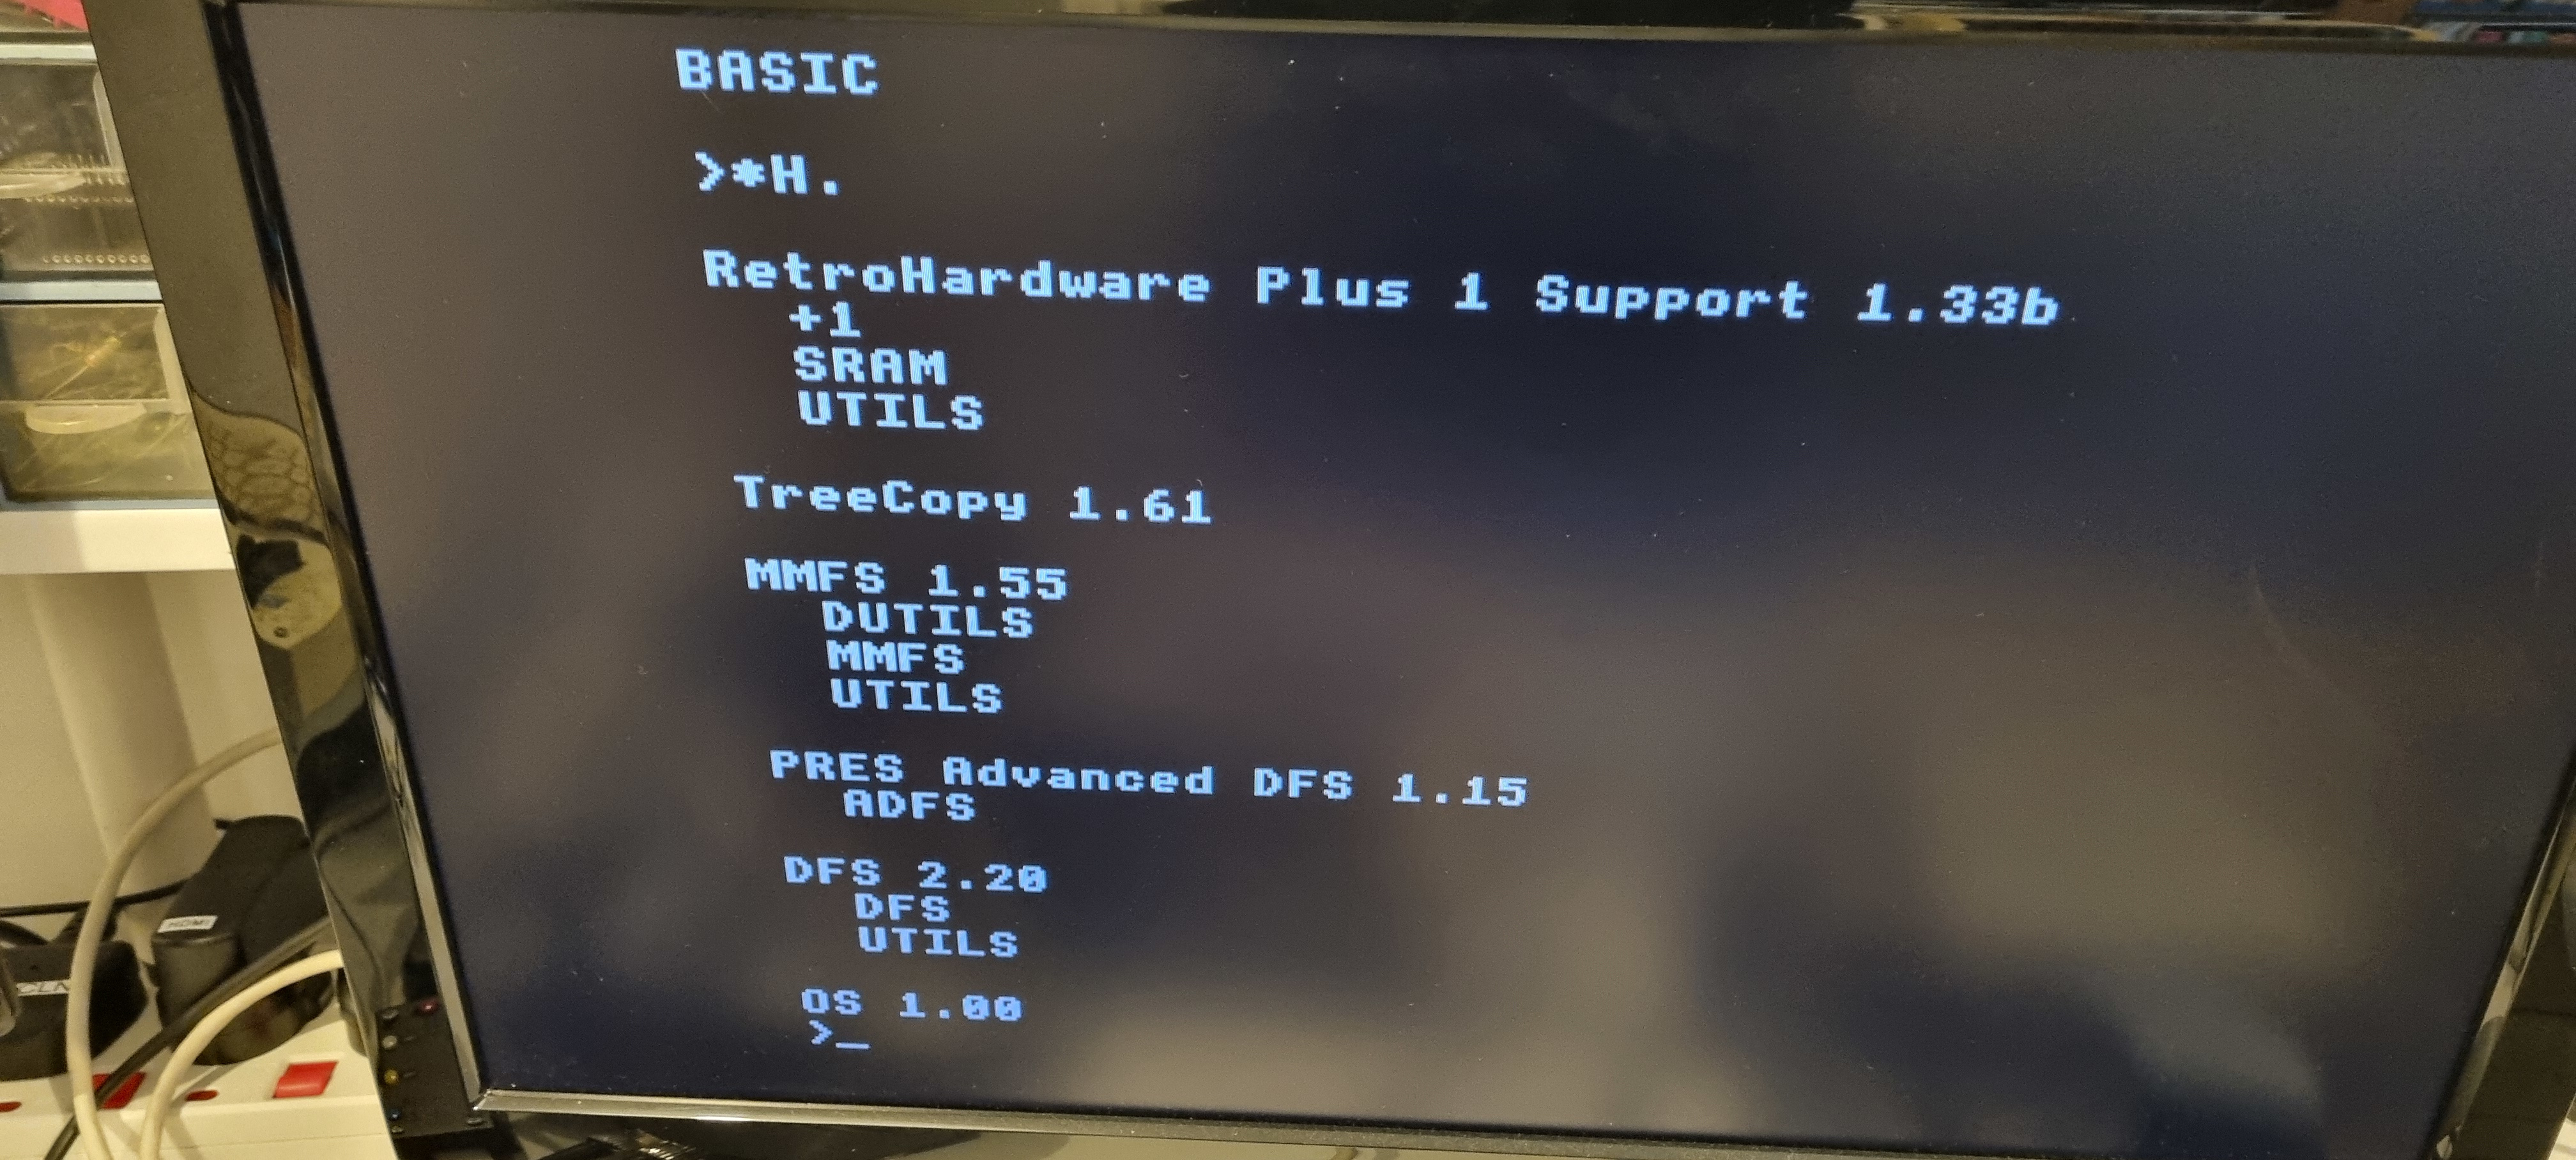 BASIC
>*H.
RetroHardware Plus 1 Support 1.33b
+1
SRAM
UTILS
TreeCopy 1.61
MMFS 1.55
DUTILS
MMFS
UTILS
PRES Advanced DFS 1.15
ADFS
DFS 2.20
DFS
UTILS
OS 1.00
>_
HDMI